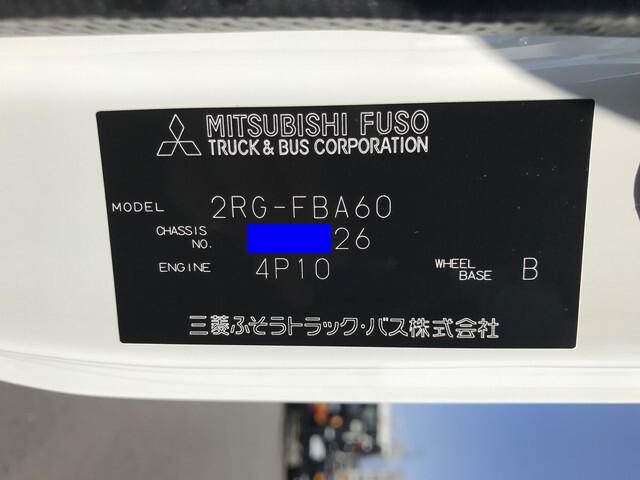 MITSUBISHI FUSO
TRUCK & BUS CORPORATION
MODEL 2RG-FBA60
CHASSIS NO. 26
ENGINE 4P10 WHEEL BASE B
三菱ふそうトラック・バス株式会社